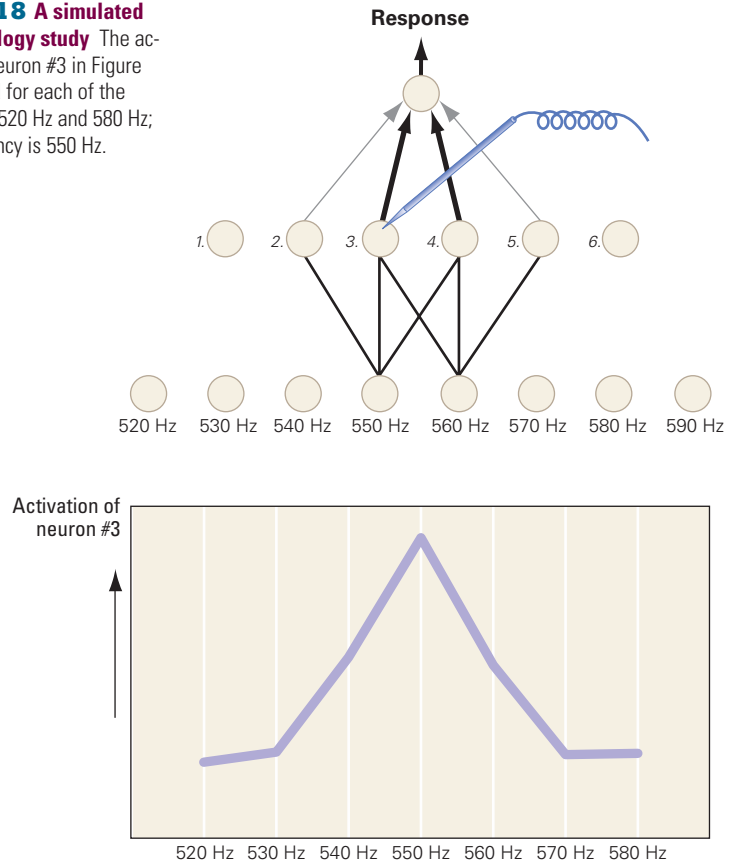 18 A simulated
ology study The ac-
euron #3 in Figure
for each of the
520 Hz and 580 Hz;
ncy is 550 Hz.
Response
1. 2. 3. 4. 5. 6.
520 Hz 530 Hz 540 Hz 550 Hz 560 Hz 570 Hz 580 Hz 590 Hz
Activation of
neuron #3
520 Hz 530 Hz 540 Hz 550 Hz 560 Hz 570 Hz 580 Hz